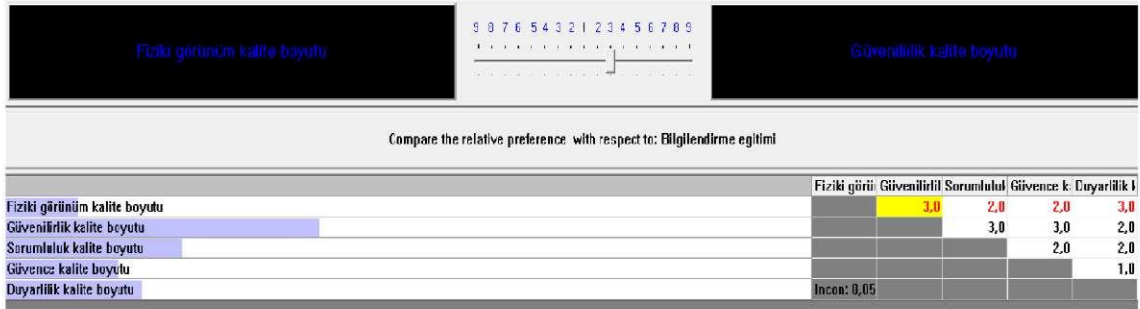 Fiziki görünüm kalite boyutu
9 8 7 6 5 4 3 2 1 2 3 4 5 6 7 8 9
Güvenilirlik kalite boyutu
Compare the relative preference with respect to: Bilgilendirme egitimi
Fiziki görü Güvenilirlil Sorumluluk Güvence k Duyarlilik k
Fiziki görünüm kalite boyutu 3,0 2,0 2,0 3,0
Güvenilirlik kalite boyutu 3,0 3,0 2,0
Sorumluluk kalite boyutu 2,0 2,0
Güvence kalite boyutu 1,0
Duyarlilik kalite boyutu Incon: 0,05